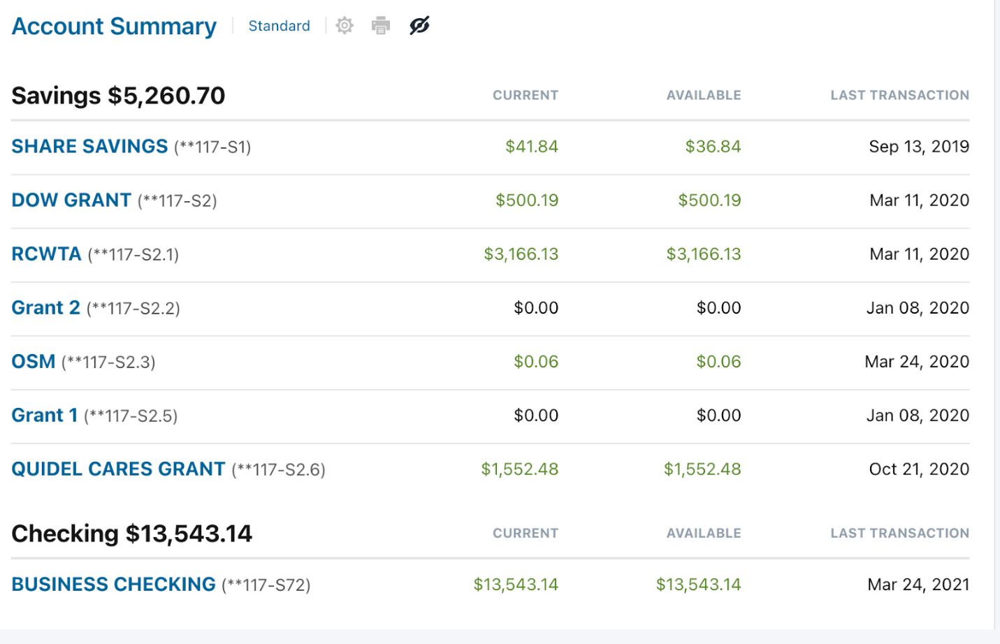 Account Summary Standard
Savings $5,260.70 CURRENT AVAILABLE LAST TRANSACTION
SHARE SAVINGS (**117-S1) $41.84 $36.84 Sep 13, 2019
DOW GRANT (**117-S2) $500.19 $500.19 Mar 11, 2020
RCWTA (**117-S2.1) $3,166.13 $3,166.13 Mar 11, 2020
Grant 2 (**117-S2.2) $0.00 $0.00 Jan 08, 2020
OSM (**117-S2.3) $0.06 $0.06 Mar 24, 2020
Grant 1 (**117-S2.5) $0.00 $0.00 Jan 08, 2020
QUIDEL CARES GRANT (**117-S2.6) $1,552.48 $1,552.48 Oct 21, 2020
Checking $13,543.14 CURRENT AVAILABLE LAST TRANSACTION
BUSINESS CHECKING (**117-S72) $13,543.14 $13,543.14 Mar 24, 2021